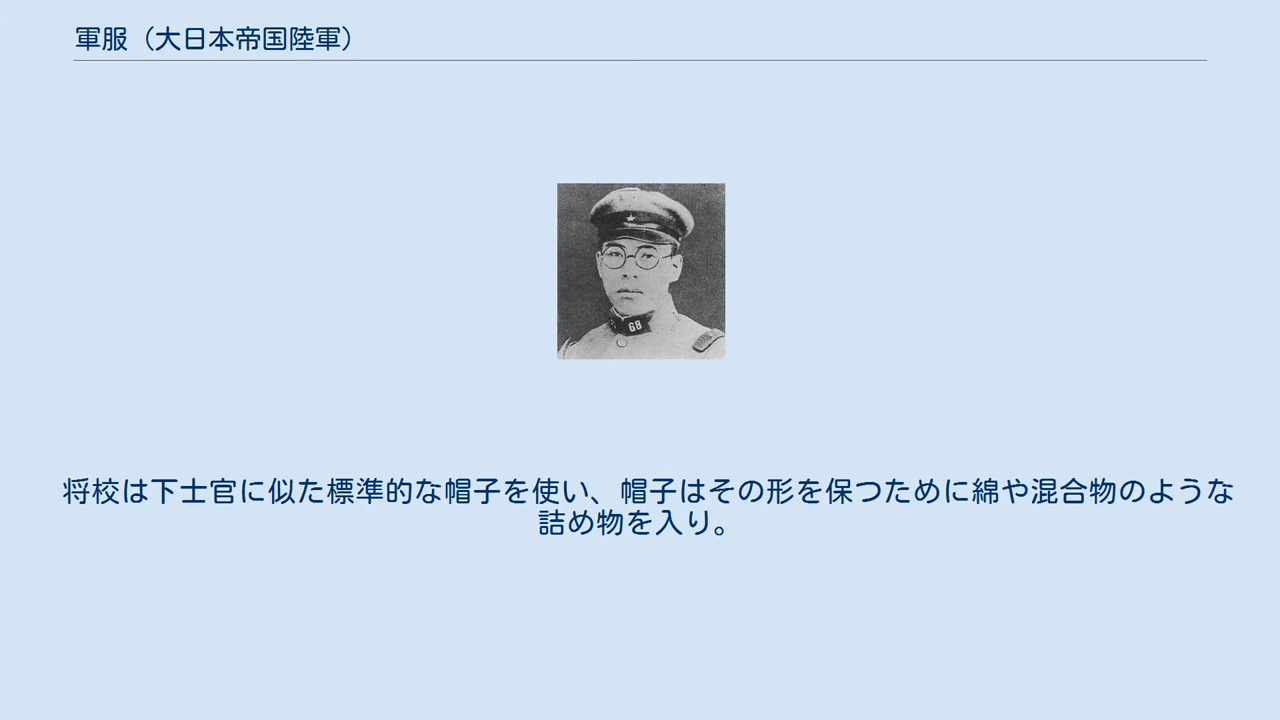 軍服（大日本帝国陸軍）
68
将校は下士官に似た標準的な帽子を使い、帽子はその形を保つために綿や混合物のような
詰め物を入り。